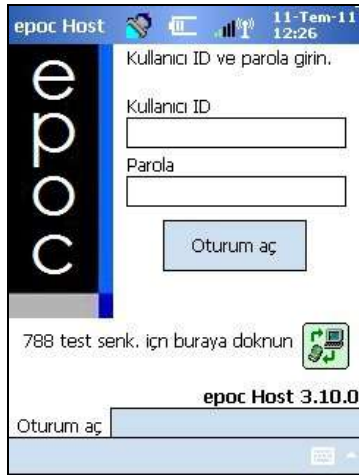 epoc Host
11-Tem-11
12:26
epoc
Kullanıcı ID ve parola girin.
Kullanıcı ID
Parola
Oturum aç
788 test senk. içn buraya doknun
epoc Host 3.10.0
Oturum aç